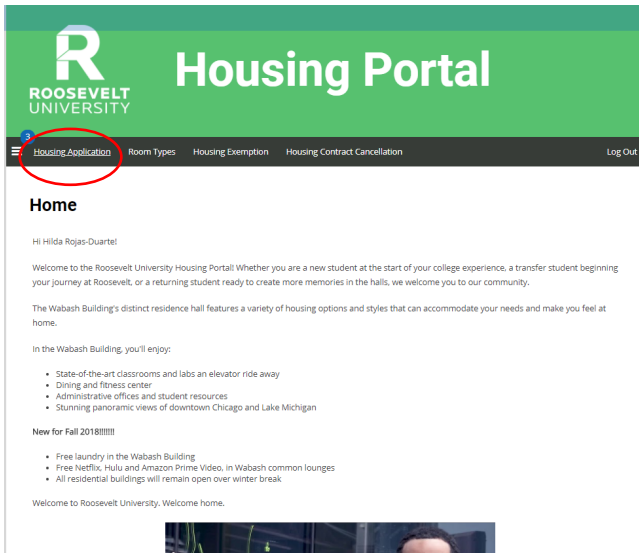 ROOSEVELT
UNIVERSITY
Housing Portal
3
Housing Application Room Types Housing Exemption Housing Contract Cancellation Log Out
Home
Hi Hilda Rojas-Duarte!
Welcome to the Roosevelt University Housing Portal! Whether you are a new student at the start of your college experience, a transfer student beginning
your journey at Roosevelt, or a returning student ready to create more memories in the halls, we welcome you to our community.
The Wabash Building's distinct residence hall features a variety of housing options and styles that can accommodate your needs and make you feel at
home.
In the Wabash Building, you'll enjoy:
• State-of-the-art classrooms and labs an elevator ride away
• Dining and fitness center
• Administrative offices and student resources
• Stunning panoramic views of downtown Chicago and Lake Michigan
New for Fall 2018!!!!!!!
• Free laundry in the Wabash Building
• Free Netflix, Hulu and Amazon Prime Video, in Wabash common lounges
• All residential buildings will remain open over winter break
Welcome to Roosevelt University. Welcome home.